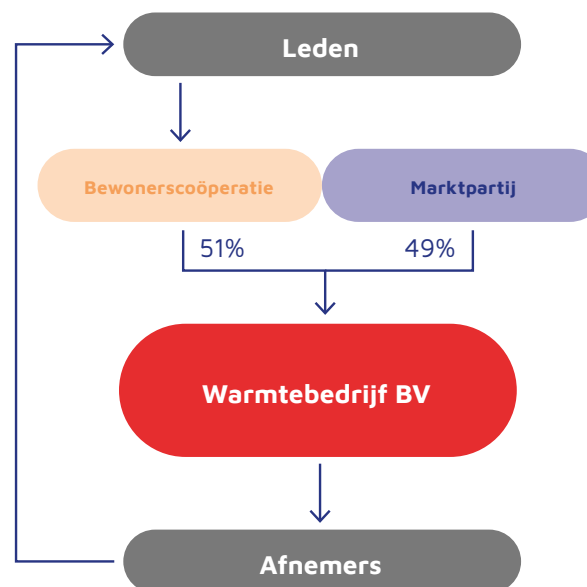 Leden
Bewonerscoöperatie
Marktpartij
51%
49%
Warmtebedrijf BV
Afnemers